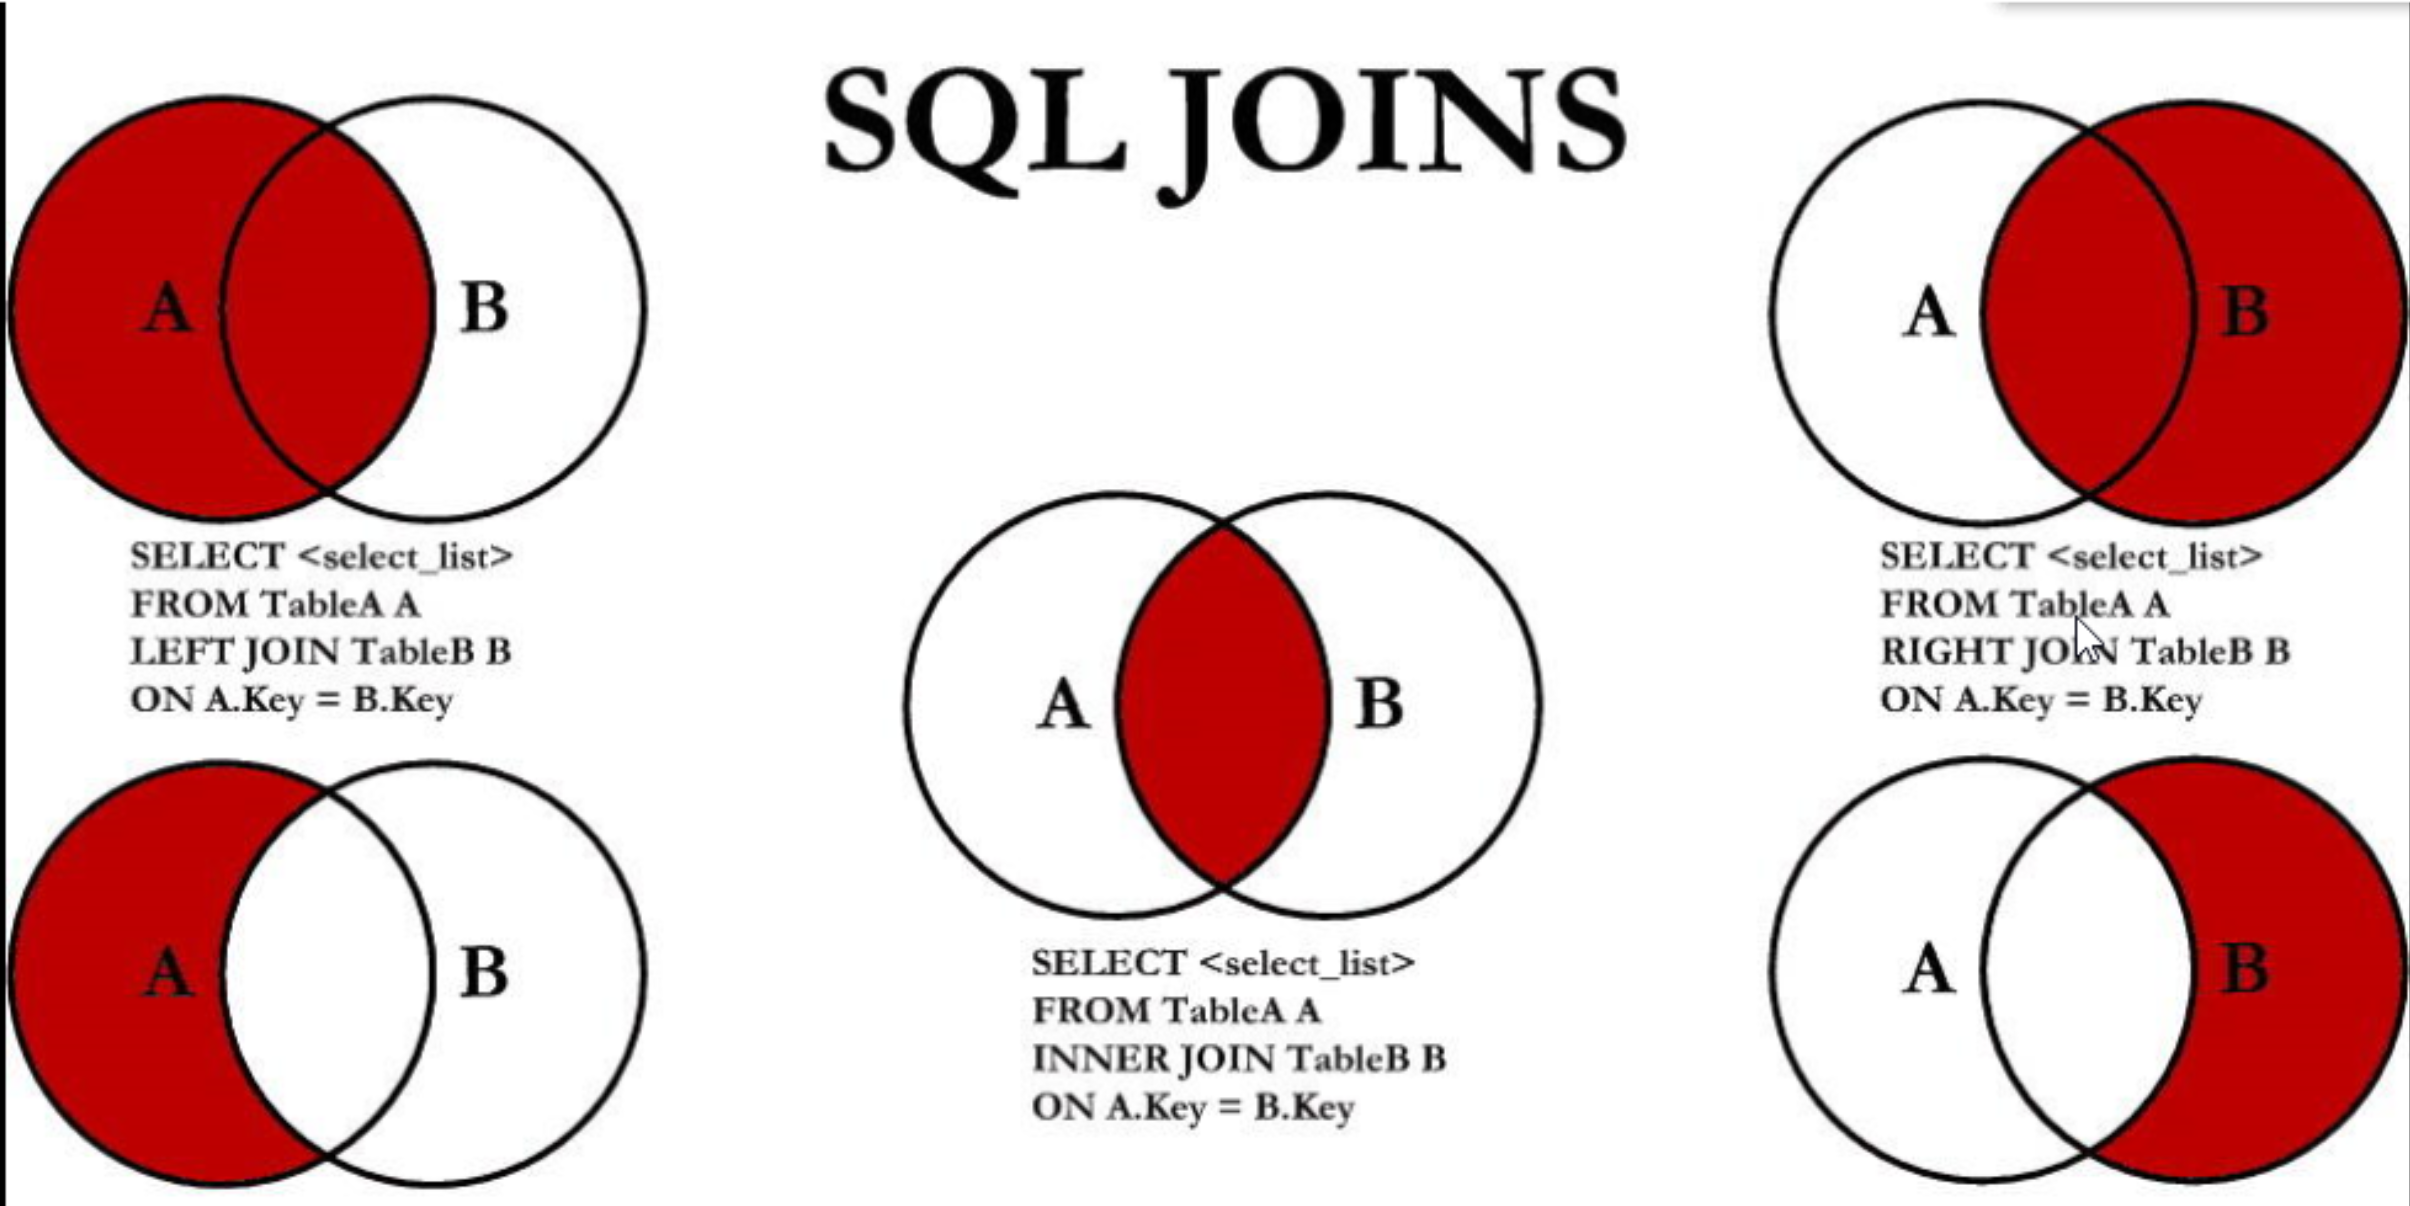 SQL JOINS
A B
SELECT <select_list>
FROM TableA A
LEFT JOIN TableB B
ON A.Key = B.Key
A B
SELECT <select_list>
FROM TableA A
RIGHT JOIN TableB B
ON A.Key = B.Key
A B
SELECT <select_list>
FROM TableA A
INNER JOIN TableB B
ON A.Key = B.Key
A B
A B